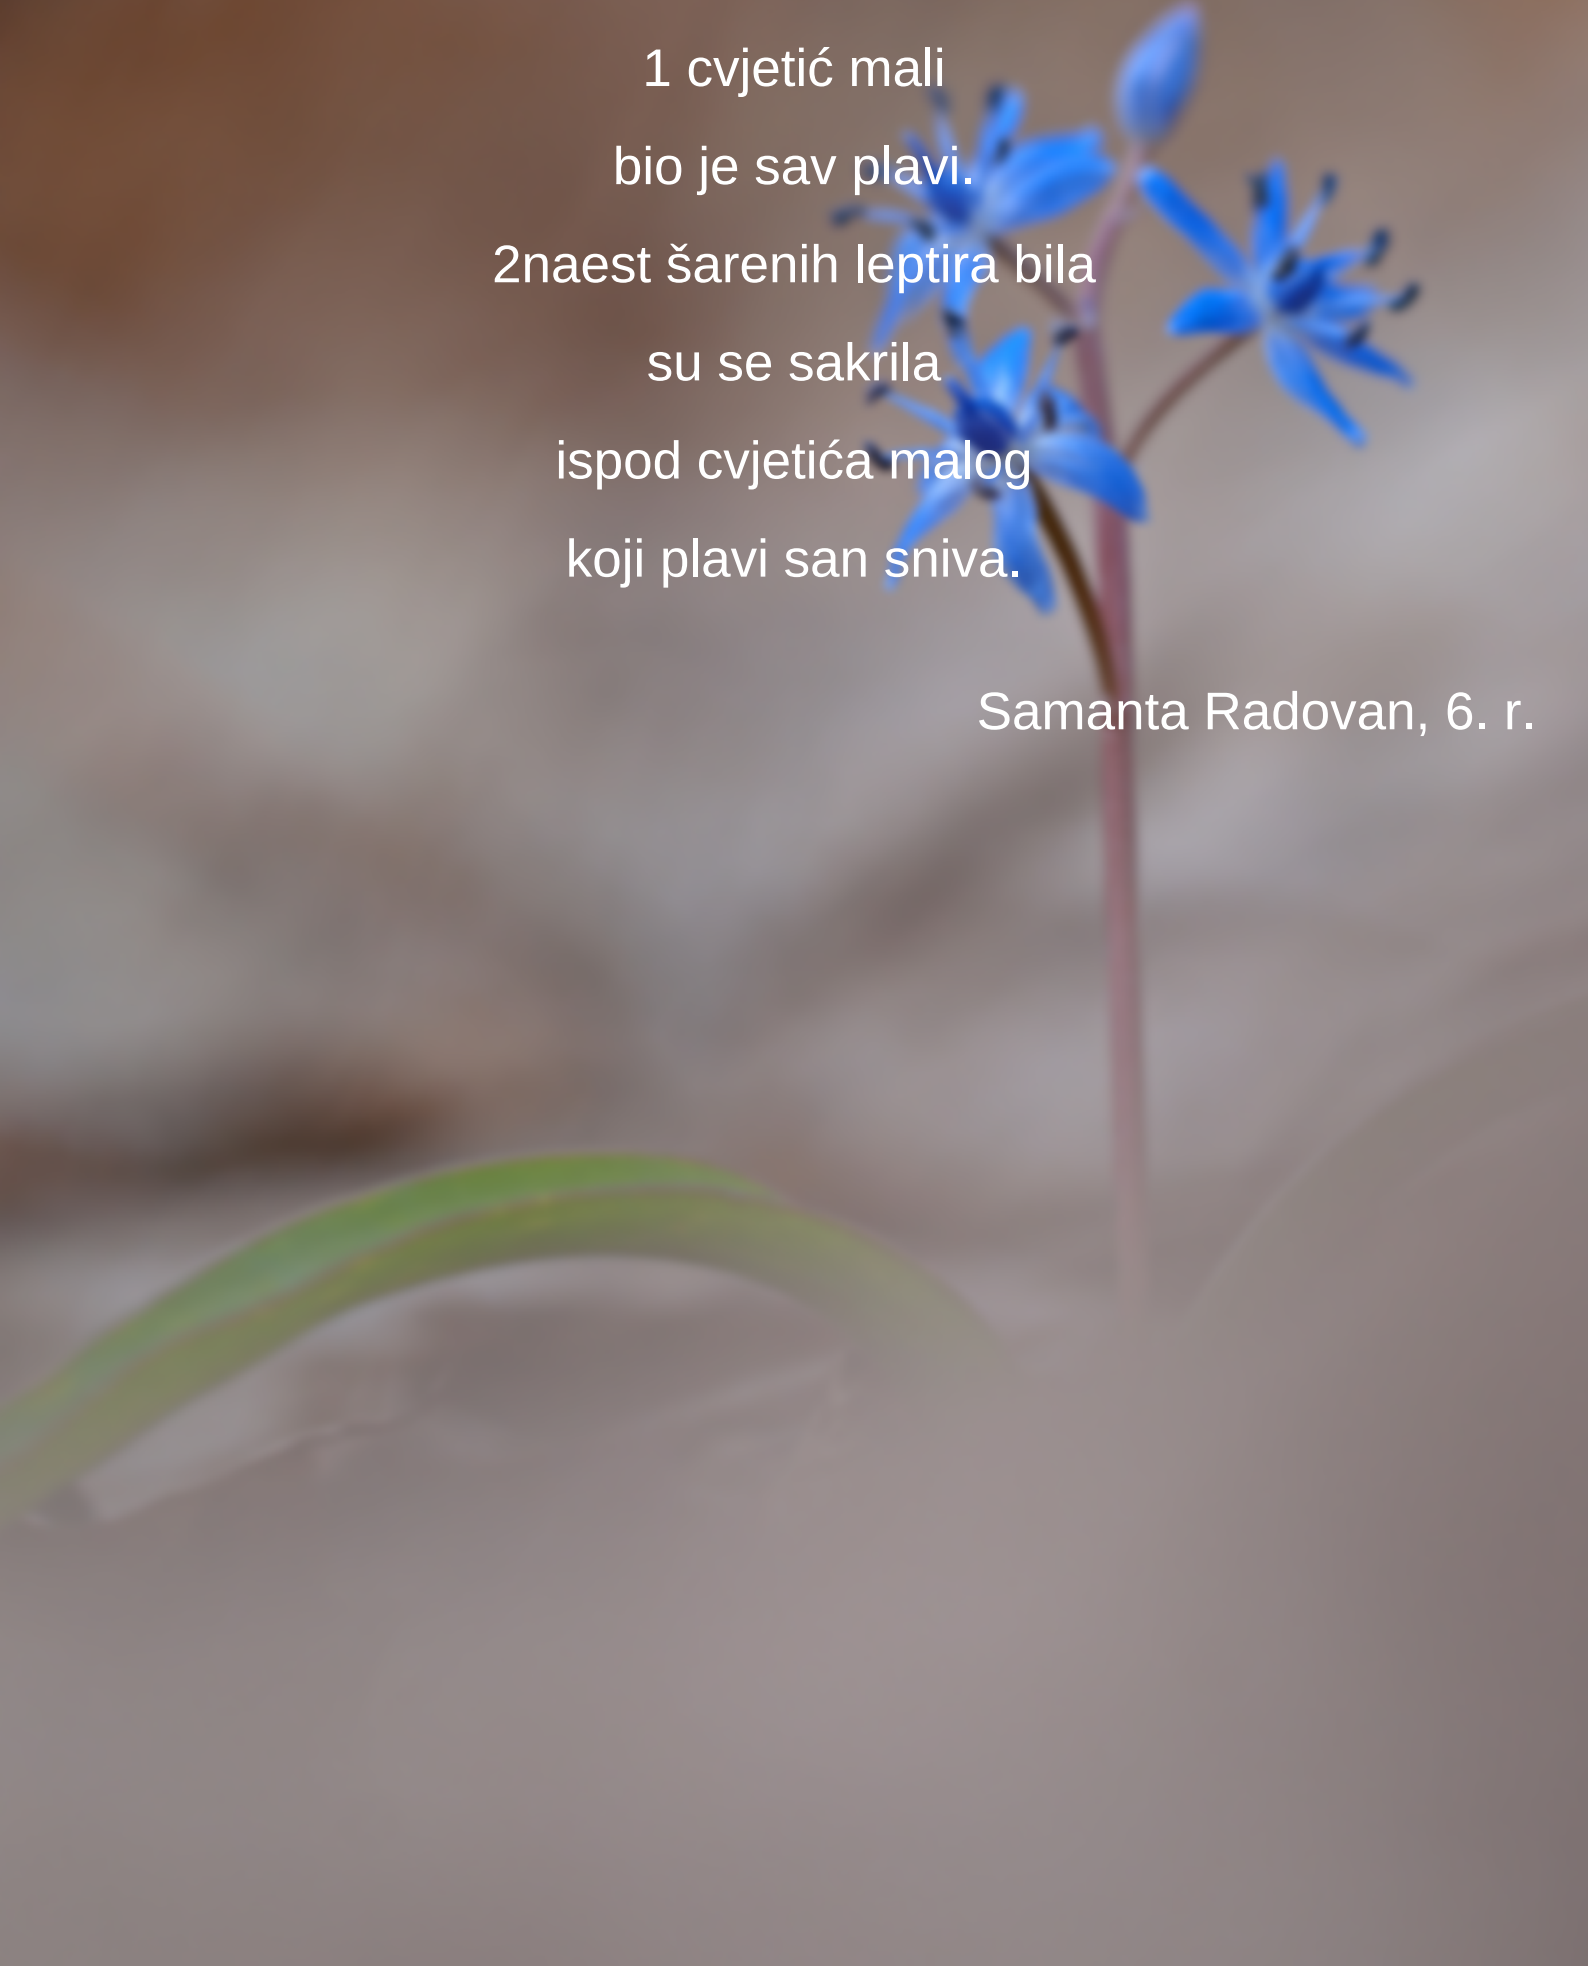 1 cvjetić mali
bio je sav plavi.
2naest šarenih leptira bila
su se sakrila
ispod cvjetića malog
koji plavi san sniva.
Samanta Radovan, 6. r.